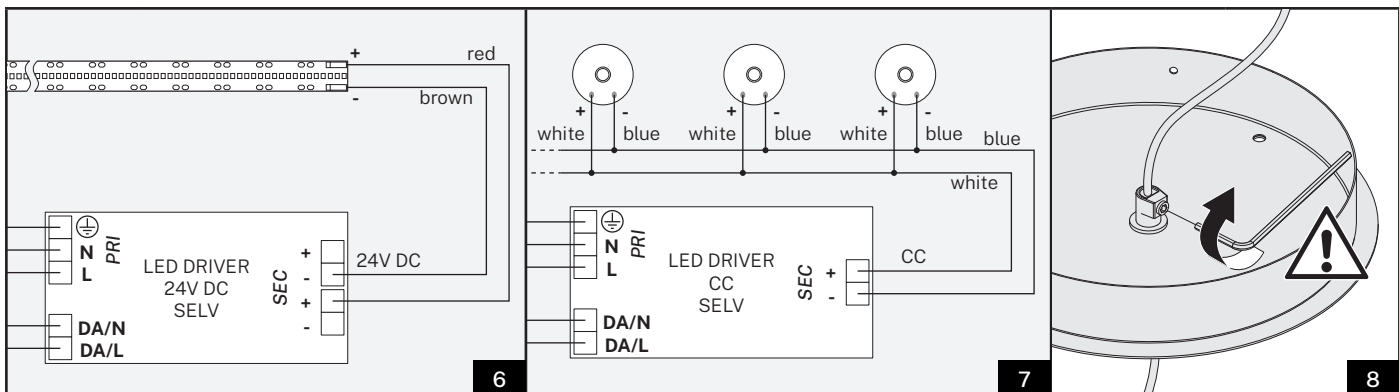 +
red
-
brown
N
L
PRI
LED DRIVER
24V DC
SELV
SEC
+
-
+
-
24V DC
DA/N
DA/L
6
+ -
white blue
+ -
white blue
+ -
white blue
blue
white
N
L
PRI
LED DRIVER
CC
SELV
SEC
+
-
CC
DA/N
DA/L
7
!
8